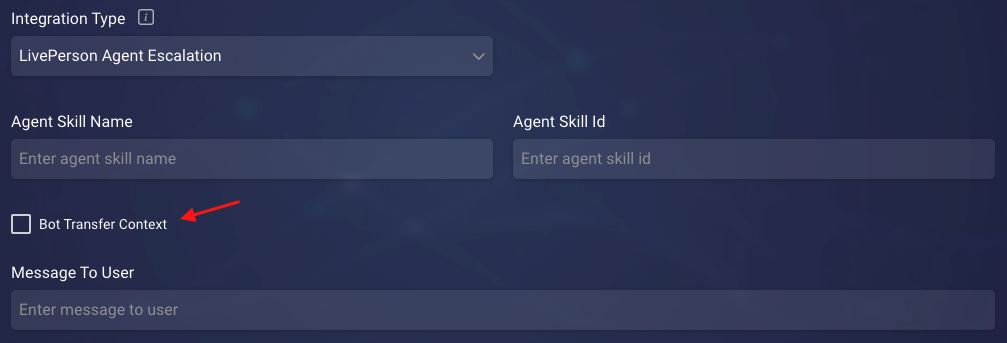 Integration Type i
LivePerson Agent Escalation
Agent Skill Name
Agent Skill Id
Enter agent skill name
Enter agent skill id
Bot Transfer Context
Message To User
Enter message to user